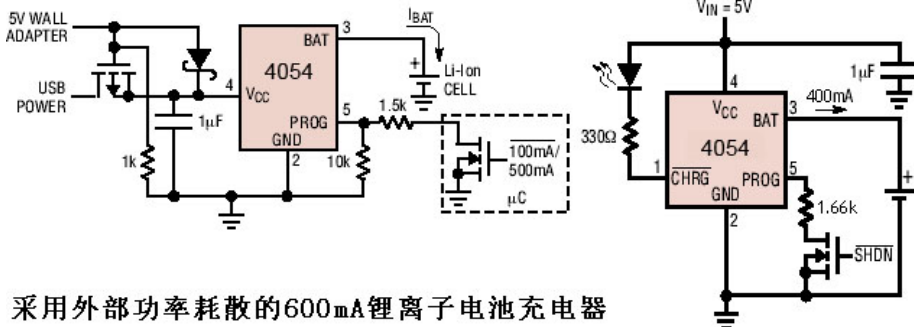 5V WALL
ADAPTER
USB
POWER
4
VCC
BAT
3
4054
PROG
5
GND
2
1μF
1k
10k
1.5k
IBAT
+
Li-Ion
CELL
100mA/
500mA
μC
VIN = 5V
1μF
4
VCC
BAT
3
400mA
4054
330Ω
1
CHRG
PROG
5
GND
2
1.66k
SHDN
+
采用外部功率耗散的600mA锂离子电池充电器